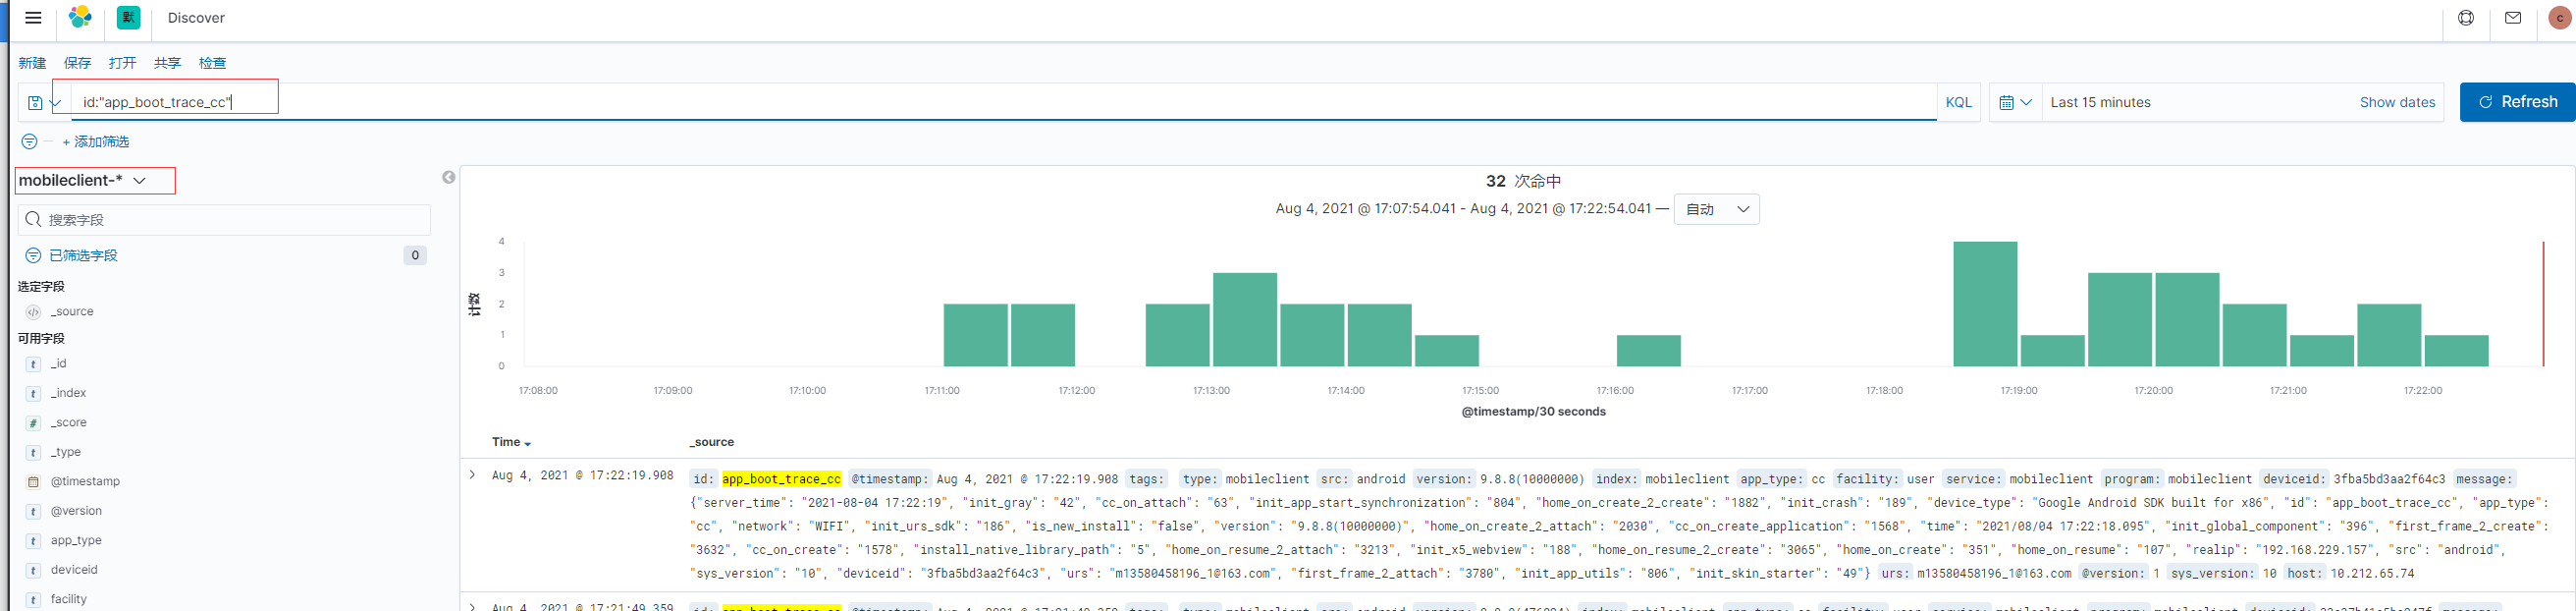 默 Discover c
新建 保存 打开 共享 检查
id:"app_boot_trace_cc" KQL Last 15 minutes Show dates Refresh
+ 添加筛选
mobileclient-*
搜索字段
已筛选字段 0
选定字段
_source
可用字段
t _id
t _index
# _score
t _type
@timestamp
t @version
t app_type
t deviceid
t facility
32 次命中
Aug 4, 2021 @ 17:07:54.041 - Aug 4, 2021 @ 17:22:54.041 — 自动
计数
4
3
2
1
0
17:08:00 17:09:00 17:10:00 17:11:00 17:12:00 17:13:00 17:14:00 17:15:00 17:16:00 17:17:00 17:18:00 17:19:00 17:20:00 17:21:00 17:22:00
@timestamp/30 seconds
Time _source
Aug 4, 2021 @ 17:22:19.908 id: app_boot_trace_cc @timestamp: Aug 4, 2021 @ 17:22:19.908 tags: type: mobileclient src: android version: 9.8.8(10000000) index: mobileclient app_type: cc facility: user service: mobileclient program: mobileclient deviceid: 3fba5bd3aa2f64c3 message:
{"server_time": "2021-08-04 17:22:19", "init_gray": "42", "cc_on_attach": "63", "init_app_start_synchronization": "804", "home_on_create_2_create": "1882", "init_crash": "189", "device_type": "Google Android SDK built for x86", "id": "app_boot_trace_cc", "app_type":
"cc", "network": "WIFI", "init_urs_sdk": "186", "is_new_install": "false", "version": "9.8.8(10000000)", "home_on_create_2_attach": "2030", "cc_on_create_application": "1568", "time": "2021/08/04 17:22:18.095", "init_global_component": "396", "first_frame_2_create":
"3632", "cc_on_create": "1578", "install_native_library_path": "5", "home_on_resume_2_attach": "3213", "init_x5_webview": "188", "home_on_resume_2_create": "3065", "home_on_create": "351", "home_on_resume": "107", "realip": "192.168.229.157", "src": "android",
"sys_version": "10", "deviceid": "3fba5bd3aa2f64c3", "urs": "m13580458196_1@163.com", "first_frame_2_attach": "3780", "init_app_utils": "806", "init_skin_starter": "49"} urs: m13580458196_1@163.com @version: 1 sys_version: 10 host: 10.212.65.74
Aug 4, 2021 @ 17:21:49.359